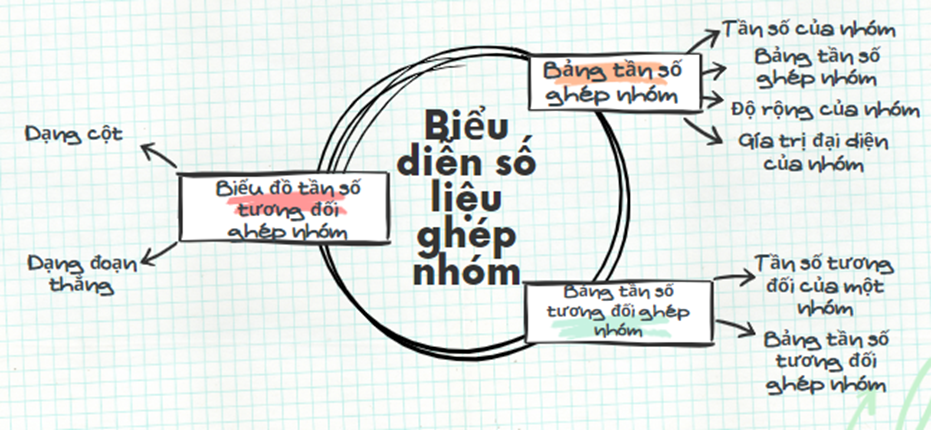 Biểu
diễn số
liệu
ghép
nhóm
Bảng tần số
ghép nhóm
Tần số của nhóm
Bảng tần số
ghép nhóm
Độ rộng của nhóm
Gía trị đại diện
của nhóm
Bảng tần số
tương đối ghép
nhóm
Tần số tương
đối của một
nhóm
Bảng tần số
tương đối
ghép nhóm
Biểu đồ tần số
tương đối
ghép nhóm
Dạng cột
Dạng đoạn
thẳng